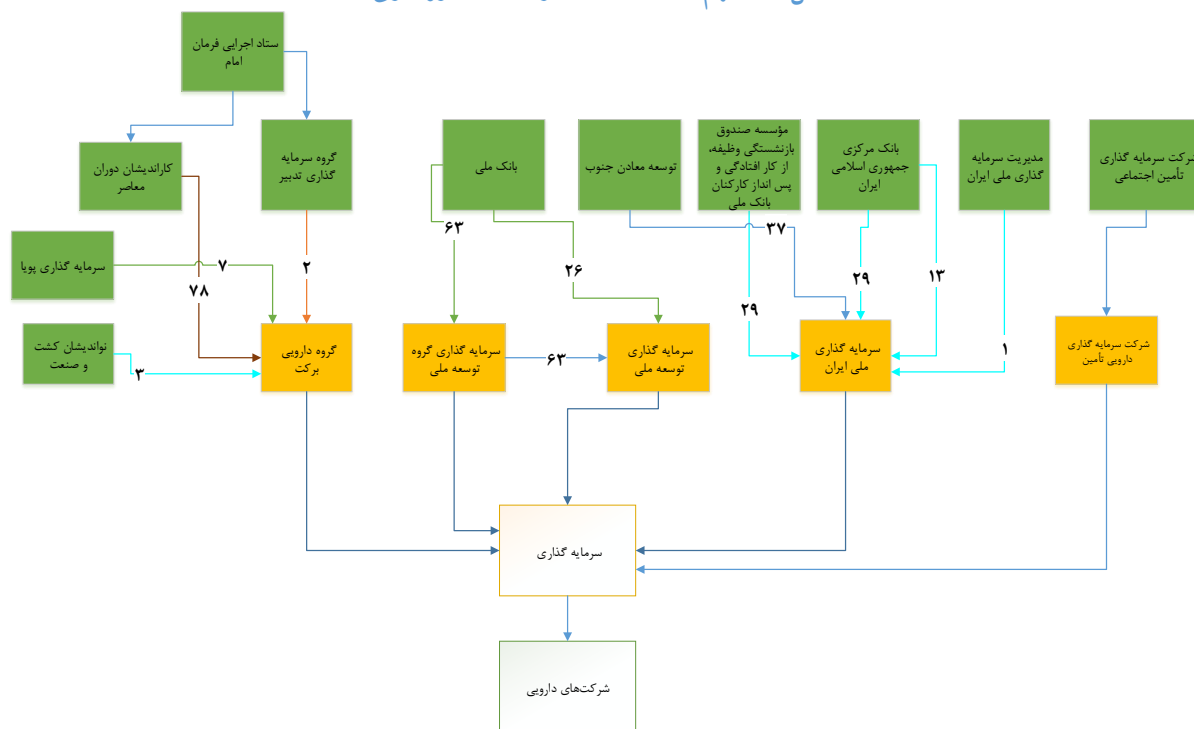 ستاد اجرایی فرمان
امام
شرکت سرمایه گذاری
تأمین اجتماعی
مدیریت سرمایه
گذاری ملی ایران
بانک مرکزی
جمهوری اسلامی
ایران
مؤسسه صندوق
بازنشستگی وظیفه،
از کار افتادگی و
پس انداز کارکنان
بانک ملی
توسعه معادن جنوب
بانک ملی
گروه سرمایه
گذاری تدبیر
کاراندیشان دوران
معاصر
سرمایه گذاری پویا
نواندیشان کشت
و صنعت
۱
۱۳
۲۹
۲۹
۳۷
۲۶
۶۳
۶۳
۲
۷
۷۸
۳
شرکت سرمایه گذاری
دارویی تأمین
سرمایه گذاری
ملی ایران
سرمایه گذاری
توسعه ملی
سرمایه گذاری گروه
توسعه ملی
گروه دارویی
برکت
سرمایه گذاری
شرکت‌های دارویی